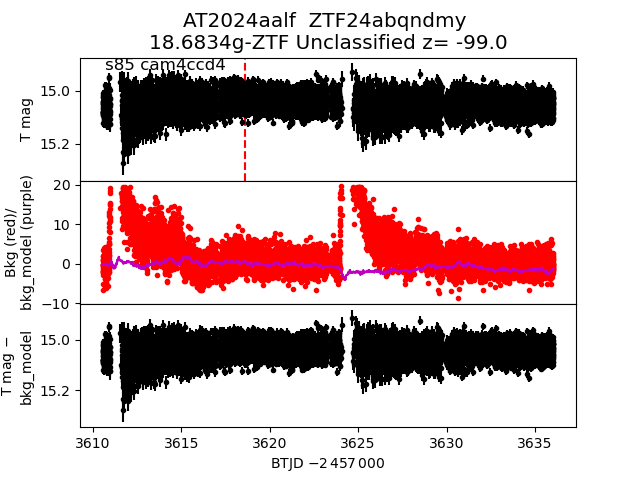 AT2024aalf  ZTF24abqndmy
18.6834g-ZTF Unclassified z= -99.0
s85 cam4ccd4
T mag
15.0
15.2
Bkg (red)/
bkg_model (purple)
20
10
0
−10
T mag −
bkg_model
15.0
15.2
3610 3615 3620 3625 3630 3635
BTJD −2 457 000